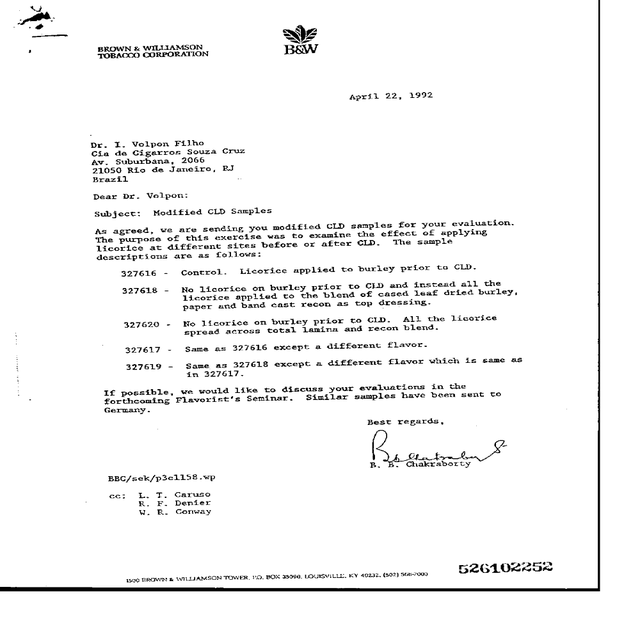 BROWN & WILLIAMSON
TOBACCO CORPORATION
B&W
April 22, 1992
Dr. I. Volpon Filho
Cia de Cigarros Souza Cruz
Av. Suburbana, 2066
21050 Rio de Janeiro, RJ
Brazil
Dear Dr. Volpon:
Subject: Modified CLD Samples
As agreed, we are sending you modified CLD samples for your evaluation.
The purpose of this exercise was to examine the effect of applying
licorice at different sites before or after CLD. The sample
descriptions are as follows:
327616 - Control. Licorice applied to burley prior to CLD.
327618 - No licorice on burley prior to CLD and instead all the
licorice applied to the blend of cased leaf dried burley,
paper and band cast recon as top dressing.
327620 - No licorice on burley prior to CLD. All the licorice
spread across total lamina and recon blend.
327617 - Same as 327616 except a different flavor.
327619 - Same as 327618 except a different flavor which is same as
in 327617.
If possible, we would like to discuss your evaluations in the
forthcoming Flavorist's Seminar. Similar samples have been sent to
Germany.
Best regards,
B. B. Chakraborty
BBC/sek/p3c1158.wp
cc: L. T. Caruso
R. F. Denier
W. R. Conway
526102252
1500 BROWN & WILLIAMSON TOWER, P.O. BOX 35090, LOUISVILLE, KY 40232, (502) 568-7000